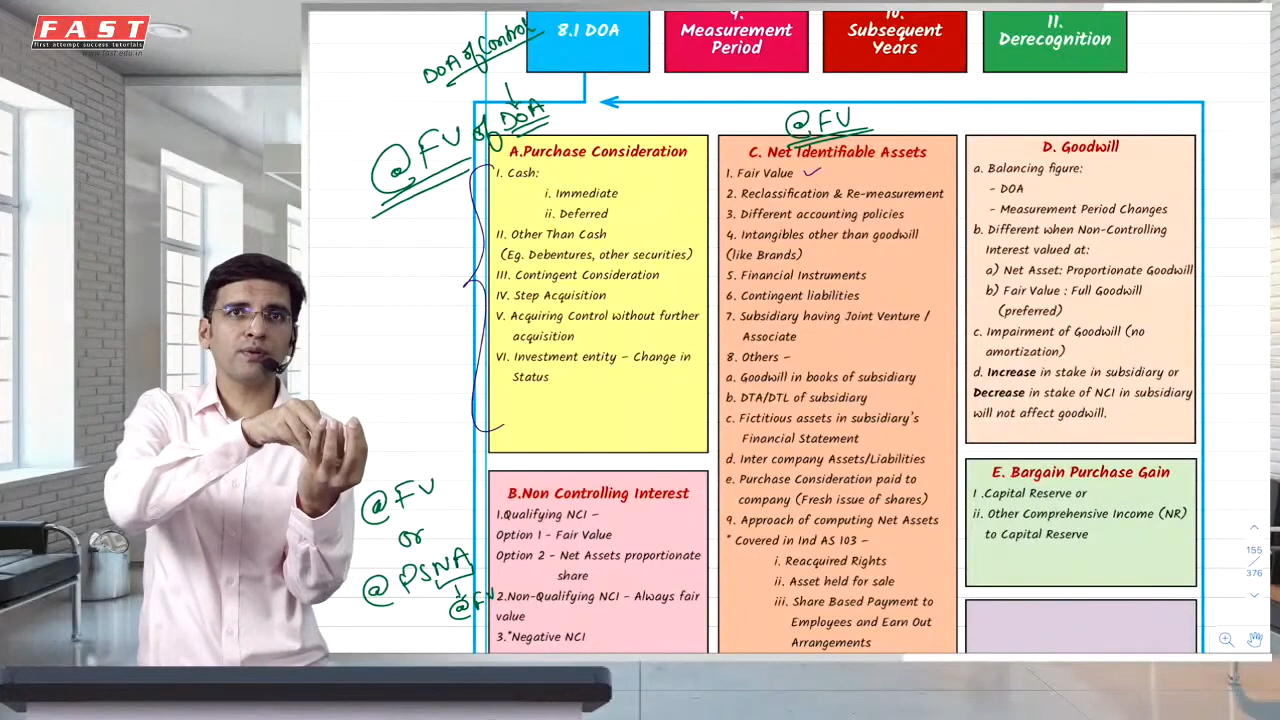 FAST
first attempt success tutorials
www.fast.edu.in
8.1 DOA
9.
Measurement
Period
10.
Subsequent
Years
11.
Derecognition
DOA of Control
DOA
@ FV of
@ FV
A.Purchase Consideration
I. Cash:
i. Immediate
ii. Deferred
II. Other Than Cash
(Eg. Debentures, other securities)
III. Contingent Consideration
IV. Step Acquisition
V. Acquiring Control without further
acquisition
VI. Investment entity – Change in
Status
@ FV
or
@ PSNA
@ FV
B.Non Controlling Interest
1.Qualifying NCI –
Option 1 - Fair Value
Option 2 - Net Assets proportionate
share
2.Non-Qualifying NCI - Always fair
value
3.*Negative NCI
C. Net Identifiable Assets
1. Fair Value
2. Reclassification & Re-measurement
3. Different accounting policies
4. Intangibles other than goodwill
(like Brands)
5. Financial Instruments
6. Contingent liabilities
7. Subsidiary having Joint Venture /
Associate
8. Others –
a. Goodwill in books of subsidiary
b. DTA/DTL of subsidiary
c. Fictitious assets in subsidiary's
Financial Statement
d. Inter company Assets/Liabilities
e. Purchase Consideration paid to
company (Fresh issue of shares)
9. Approach of computing Net Assets
* Covered in Ind AS 103 –
i. Reacquired Rights
ii. Asset held for sale
iii. Share Based Payment to
Employees and Earn Out
Arrangements
D. Goodwill
a. Balancing figure:
- DOA
- Measurement Period Changes
b. Different when Non-Controlling
Interest valued at:
a) Net Asset: Proportionate Goodwill
b) Fair Value : Full Goodwill
(preferred)
c. Impairment of Goodwill (no
amortization)
d. Increase in stake in subsidiary or
Decrease in stake of NCI in subsidiary
will not affect goodwill.
E. Bargain Purchase Gain
I .Capital Reserve or
ii. Other Comprehensive Income (NR)
to Capital Reserve
155
376